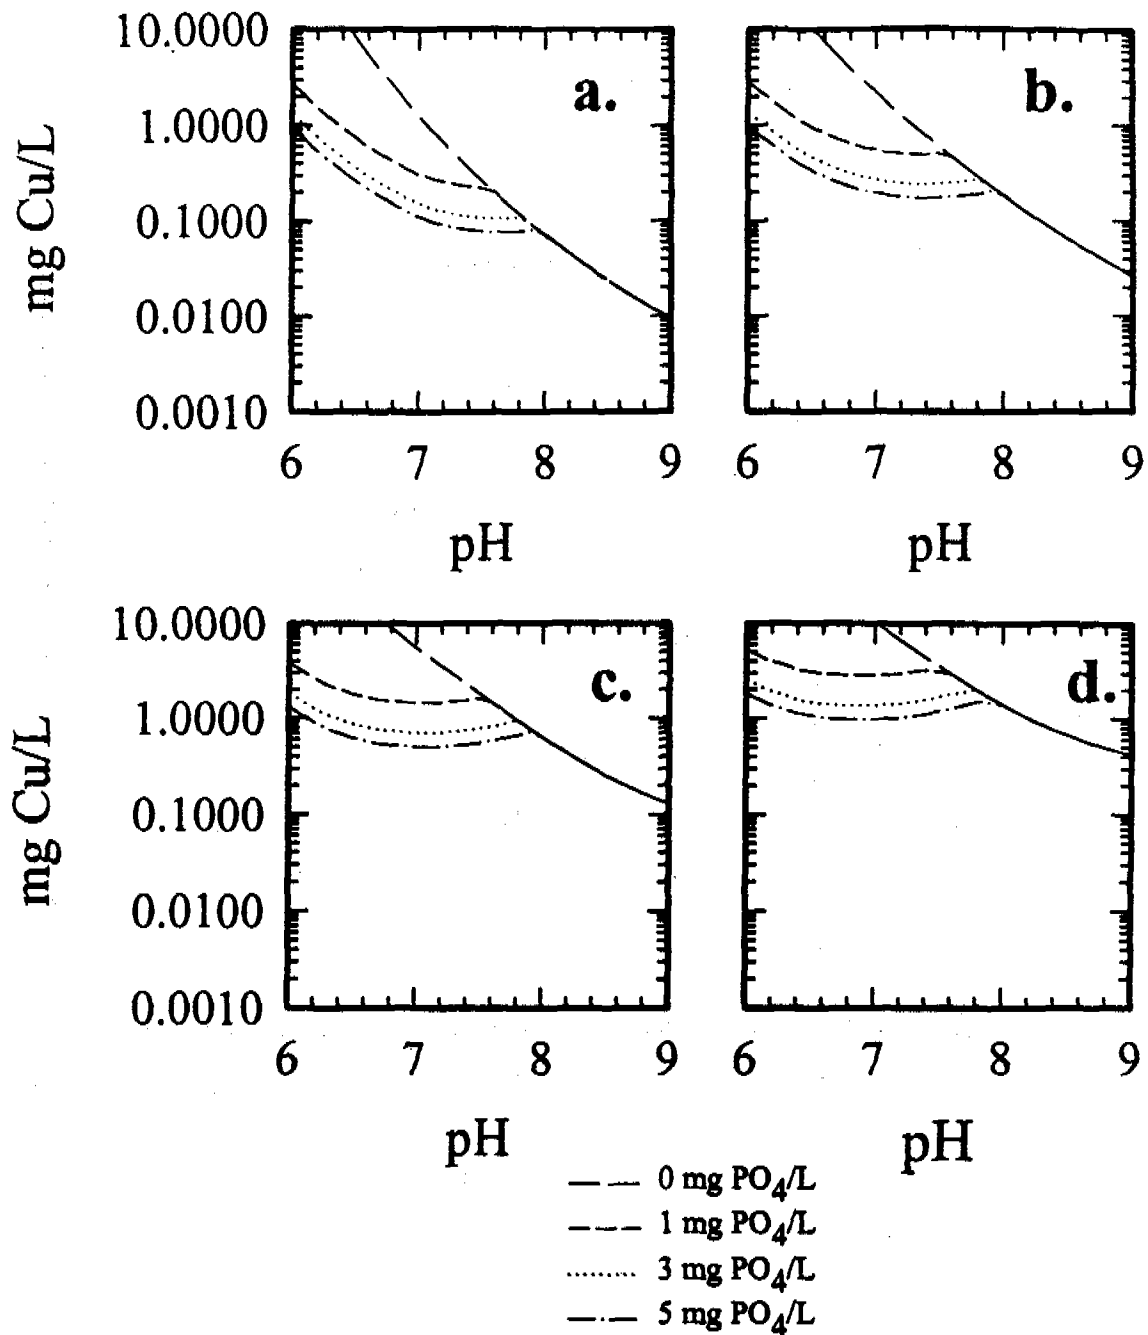 10.0000
1.0000
0.1000
0.0100
0.0010
mg Cu/L
a.
6 7 8 9
pH
b.
6 7 8 9
pH
10.0000
1.0000
0.1000
0.0100
0.0010
mg Cu/L
c.
6 7 8 9
pH
d.
6 7 8 9
pH
0 mg PO4/L
1 mg PO4/L
3 mg PO4/L
5 mg PO4/L